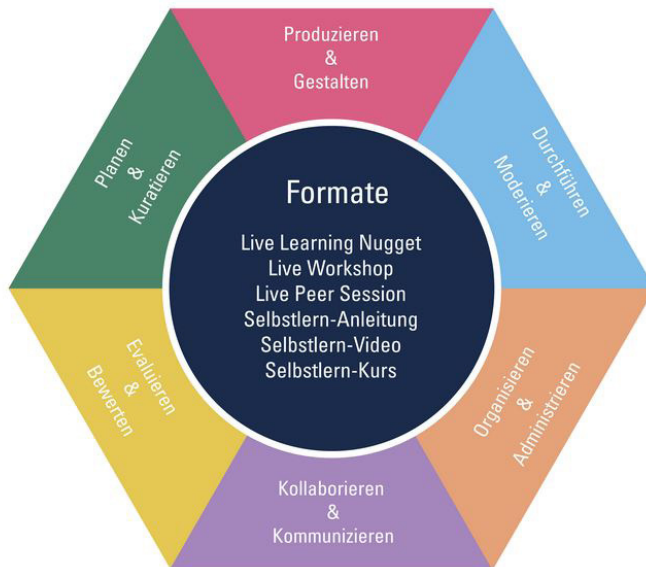 Produzieren
&
Gestalten
Durchführen
&
Moderieren
Organisieren
&
Administrieren
Kollaborieren
&
Kommunizieren
Evaluieren
&
Bewerten
Planen
&
Kuratieren
Formate
Live Learning Nugget
Live Workshop
Live Peer Session
Selbstlern-Anleitung
Selbstlern-Video
Selbstlern-Kurs